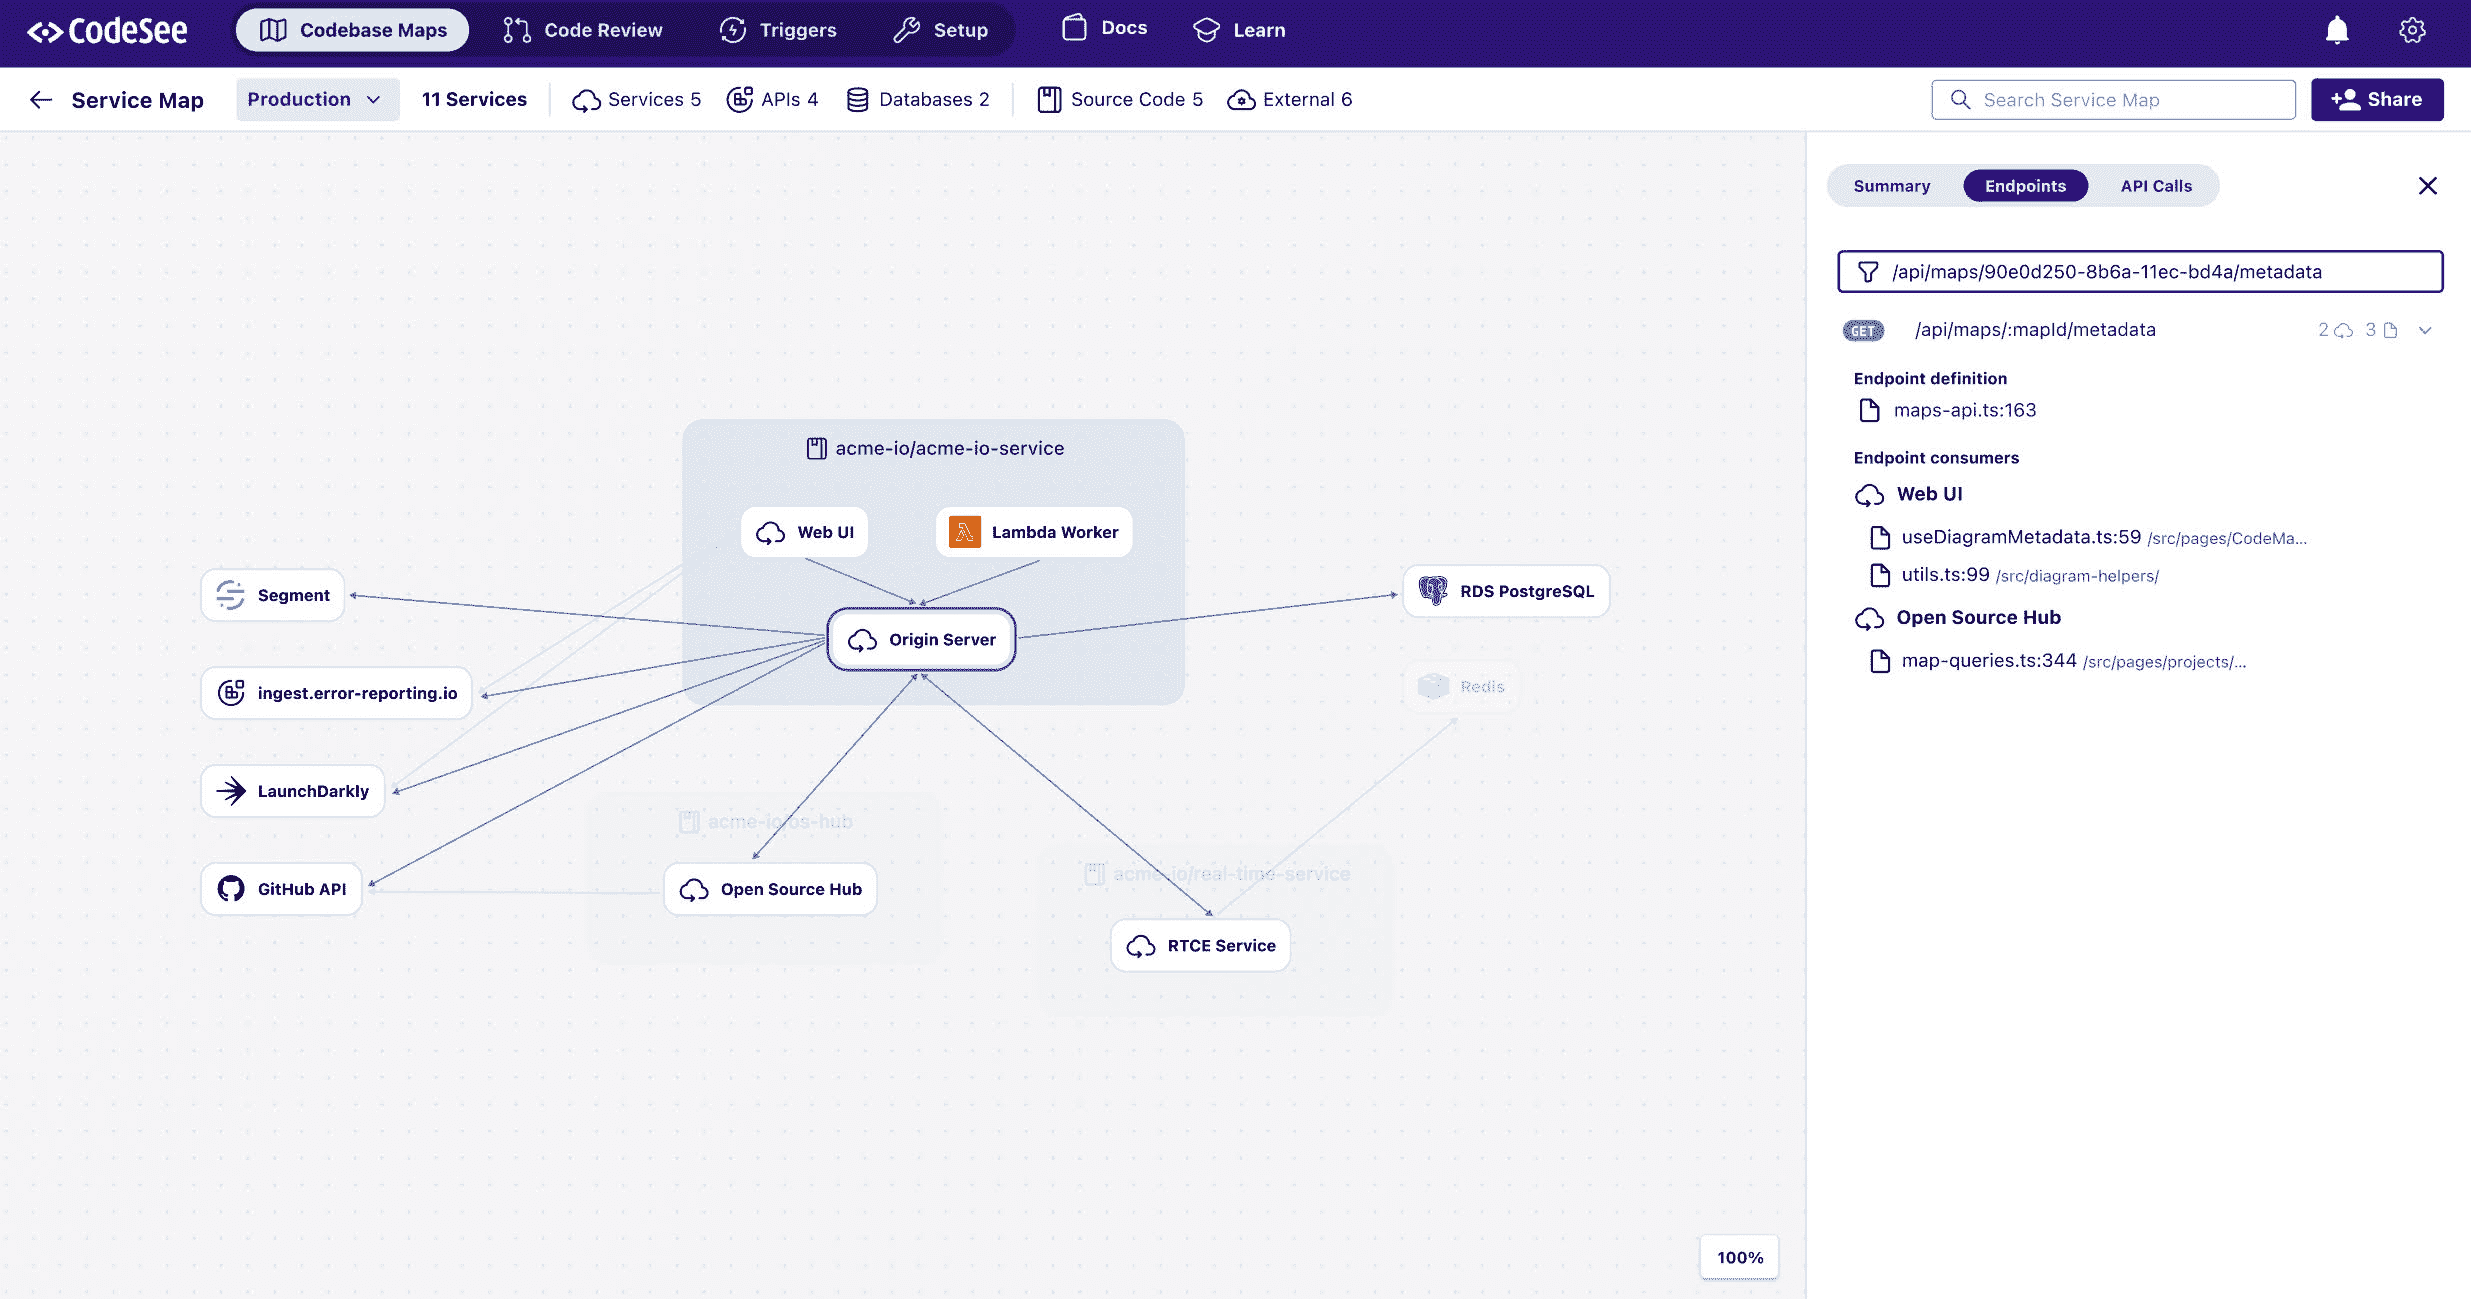 CodeSee
Codebase Maps
Code Review
Triggers
Setup
Docs
Learn
Service Map
Production
11 Services
Services 5
APIs 4
Databases 2
Source Code 5
External 6
Search Service Map
Share
Summary
Endpoints
API Calls
/api/maps/90e0d250-8b6a-11ec-bd4a/metadata
GET /api/maps/:mapId/metadata 2 3
Endpoint definition
maps-api.ts:163
Endpoint consumers
Web UI
useDiagramMetadata.ts:59 /src/pages/CodeMa...
utils.ts:99 /src/diagram-helpers/
Open Source Hub
map-queries.ts:344 /src/pages/projects/...
acme-io/acme-io-service
Web UI
Lambda Worker
Origin Server
Segment
ingest.error-reporting.io
LaunchDarkly
GitHub API
RDS PostgreSQL
Redis
acme-io/os-hub
Open Source Hub
acme-io/real-time-service
RTCE Service
100%